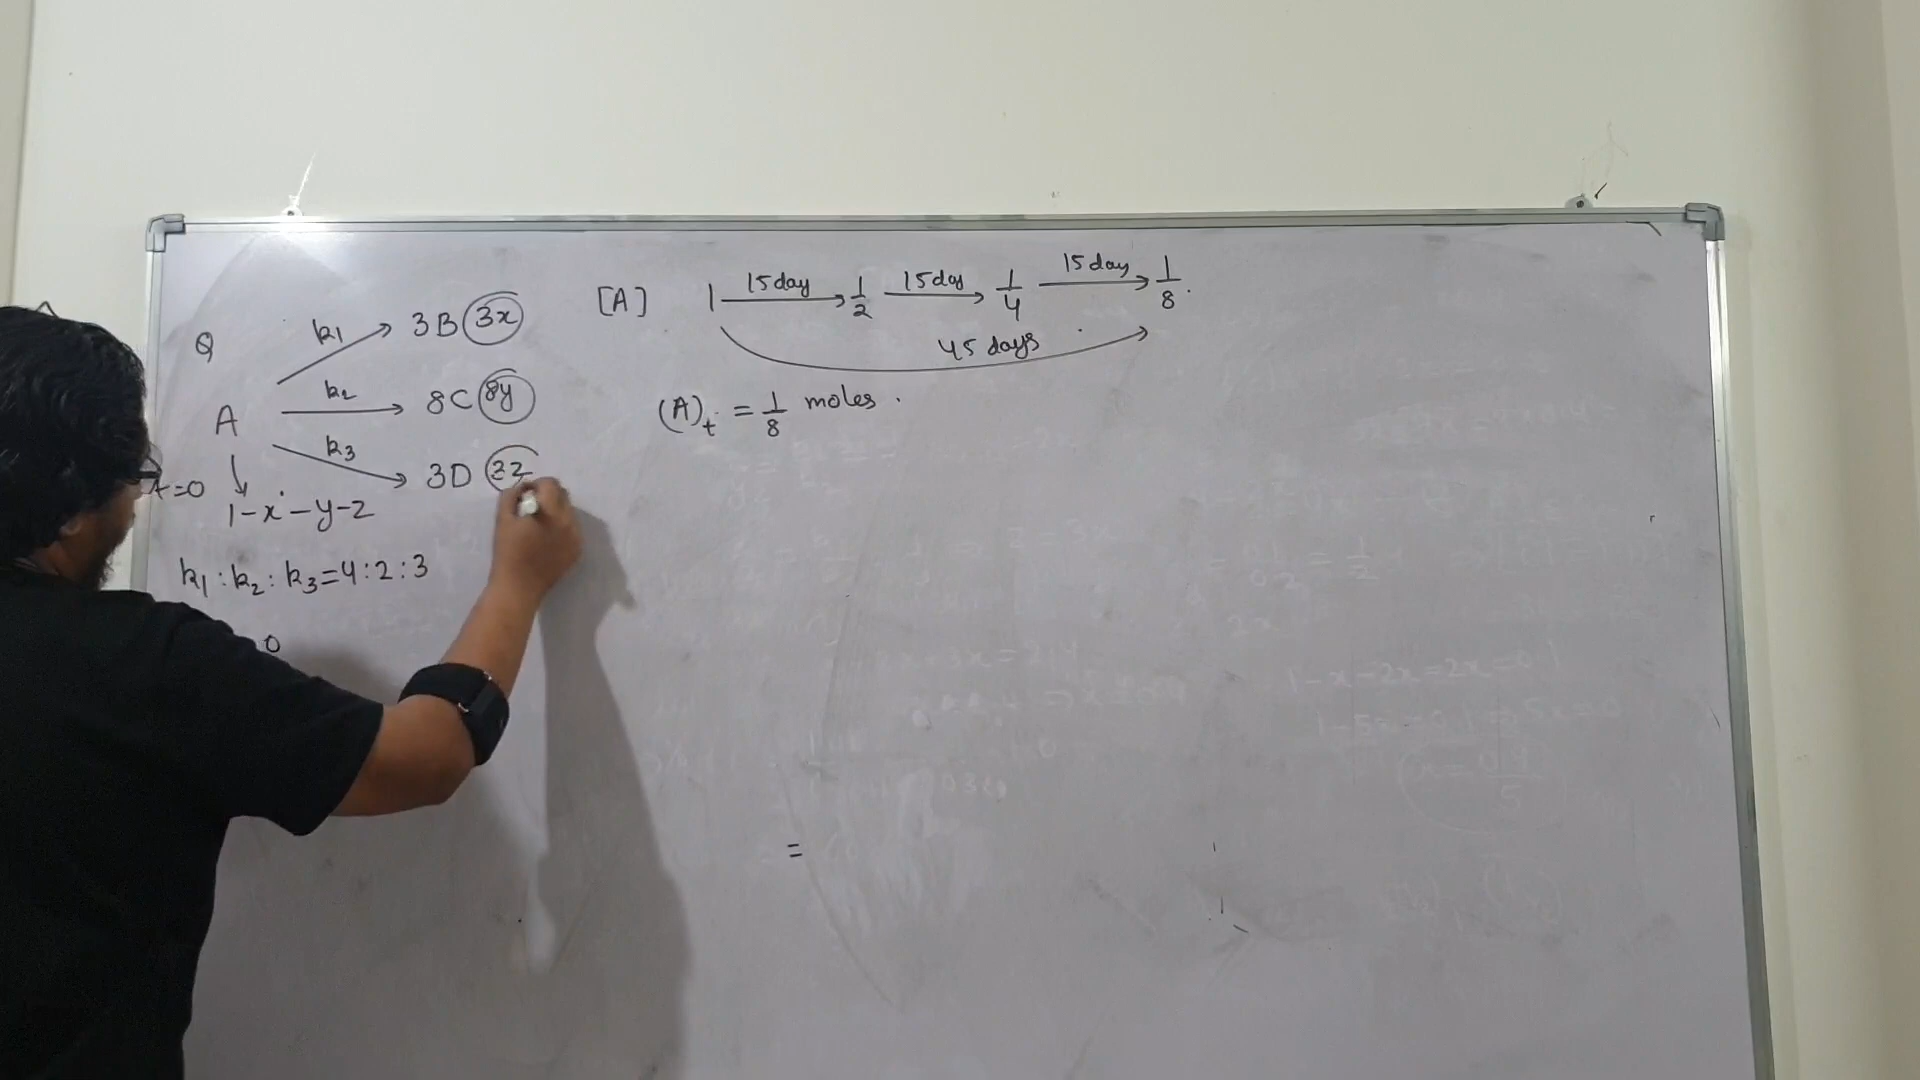 [A] 1 15 day 1/2 15 day 1/4 15 day 1/8.
45 days
(A)t = 1/8 moles.
Q
k1 3B 3x
A k2 8C 8y
k3 3D 3z
t=0
1-x-y-z
k1 : k2 : k3 = 4 : 2 : 3
0
=